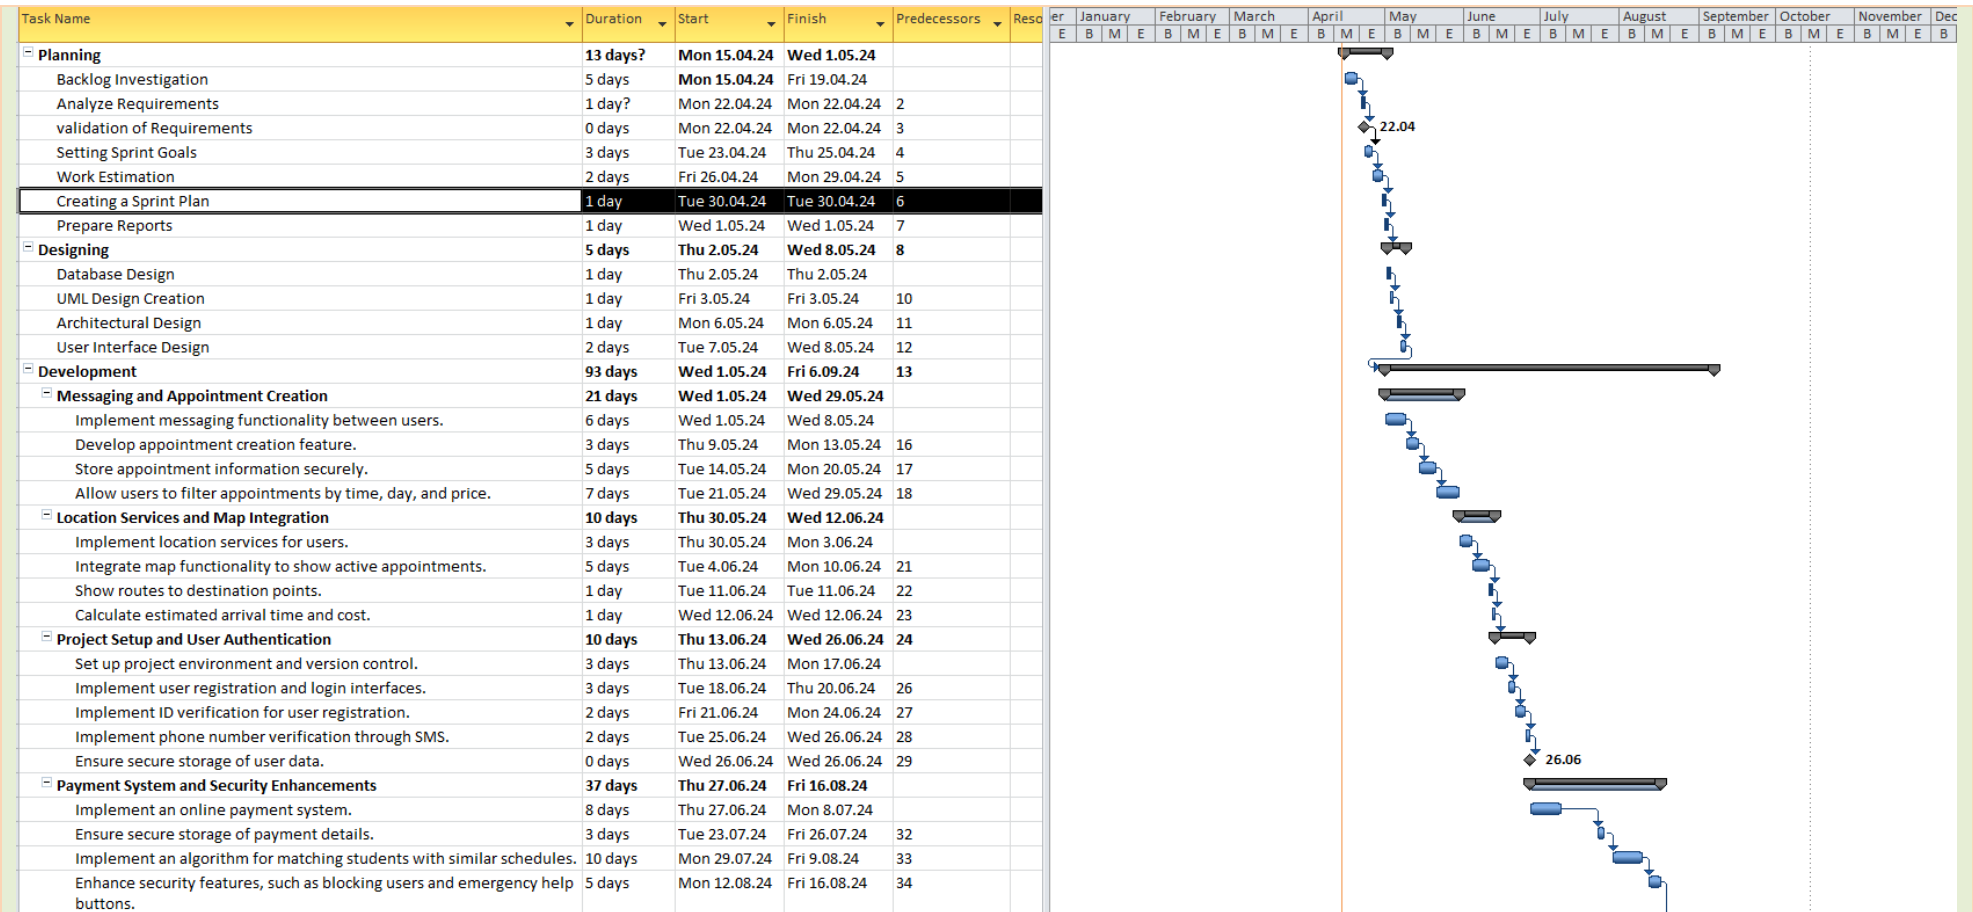 Task Name Duration Start Finish Predecessors Reso
er January February March April May June July August September October November Dec
E B M E B M E B M E B M E B M E B M E B M E B M E B M E B M E B M E B
Planning 13 days? Mon 15.04.24 Wed 1.05.24
Backlog Investigation 5 days Mon 15.04.24 Fri 19.04.24
Analyze Requirements 1 day? Mon 22.04.24 Mon 22.04.24 2
validation of Requirements 0 days Mon 22.04.24 Mon 22.04.24 3 22.04
Setting Sprint Goals 3 days Tue 23.04.24 Thu 25.04.24 4
Work Estimation 2 days Fri 26.04.24 Mon 29.04.24 5
Creating a Sprint Plan 1 day Tue 30.04.24 Tue 30.04.24 6
Prepare Reports 1 day Wed 1.05.24 Wed 1.05.24 7
Designing 5 days Thu 2.05.24 Wed 8.05.24 8
Database Design 1 day Thu 2.05.24 Thu 2.05.24
UML Design Creation 1 day Fri 3.05.24 Fri 3.05.24 10
Architectural Design 1 day Mon 6.05.24 Mon 6.05.24 11
User Interface Design 2 days Tue 7.05.24 Wed 8.05.24 12
Development 93 days Wed 1.05.24 Fri 6.09.24 13
Messaging and Appointment Creation 21 days Wed 1.05.24 Wed 29.05.24
Implement messaging functionality between users. 6 days Wed 1.05.24 Wed 8.05.24
Develop appointment creation feature. 3 days Thu 9.05.24 Mon 13.05.24 16
Store appointment information securely. 5 days Tue 14.05.24 Mon 20.05.24 17
Allow users to filter appointments by time, day, and price. 7 days Tue 21.05.24 Wed 29.05.24 18
Location Services and Map Integration 10 days Thu 30.05.24 Wed 12.06.24
Implement location services for users. 3 days Thu 30.05.24 Mon 3.06.24
Integrate map functionality to show active appointments. 5 days Tue 4.06.24 Mon 10.06.24 21
Show routes to destination points. 1 day Tue 11.06.24 Tue 11.06.24 22
Calculate estimated arrival time and cost. 1 day Wed 12.06.24 Wed 12.06.24 23
Project Setup and User Authentication 10 days Thu 13.06.24 Wed 26.06.24 24
Set up project environment and version control. 3 days Thu 13.06.24 Mon 17.06.24
Implement user registration and login interfaces. 3 days Tue 18.06.24 Thu 20.06.24 26
Implement ID verification for user registration. 2 days Fri 21.06.24 Mon 24.06.24 27
Implement phone number verification through SMS. 2 days Tue 25.06.24 Wed 26.06.24 28
Ensure secure storage of user data. 0 days Wed 26.06.24 Wed 26.06.24 29 26.06
Payment System and Security Enhancements 37 days Thu 27.06.24 Fri 16.08.24
Implement an online payment system. 8 days Thu 27.06.24 Mon 8.07.24
Ensure secure storage of payment details. 3 days Tue 23.07.24 Fri 26.07.24 32
Implement an algorithm for matching students with similar schedules. 10 days Mon 29.07.24 Fri 9.08.24 33
Enhance security features, such as blocking users and emergency help 5 days Mon 12.08.24 Fri 16.08.24 34
buttons.